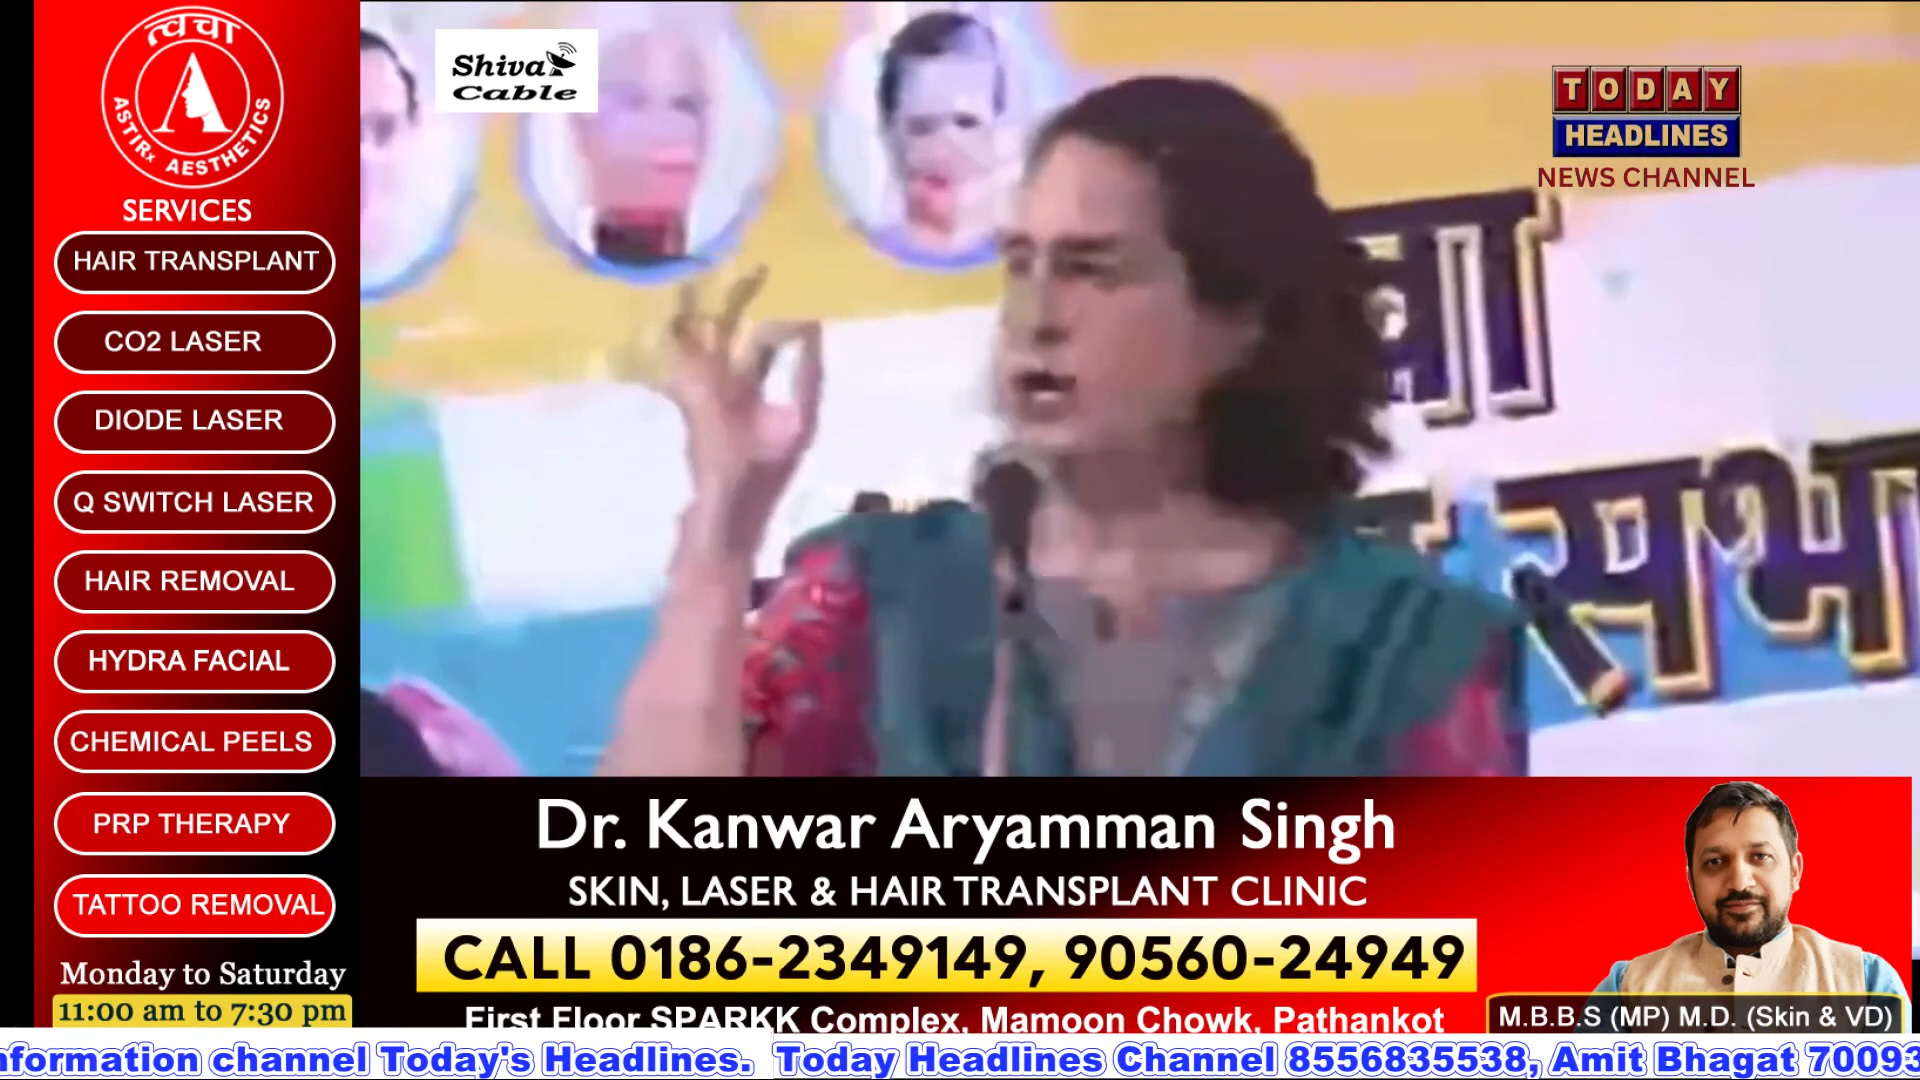 त्वचा
ASTIRx AESTHETICS
SERVICES
HAIR TRANSPLANT
CO2 LASER
DIODE LASER
Q SWITCH LASER
HAIR REMOVAL
HYDRA FACIAL
CHEMICAL PEELS
PRP THERAPY
TATTOO REMOVAL
Monday to Saturday
11:00 am to 7:30 pm
Shiva
Cable
TODAY
HEADLINES
NEWS CHANNEL
सभ
Dr. Kanwar Aryamman Singh
SKIN, LASER & HAIR TRANSPLANT CLINIC
CALL 0186-2349149, 90560-24949
First Floor SPARKK Complex, Mamoon Chowk, Pathankot
M.B.B.S (MP) M.D. (Skin & VD)
nformation channel Today's Headlines. Today Headlines Channel 8556835538, Amit Bhagat 70093